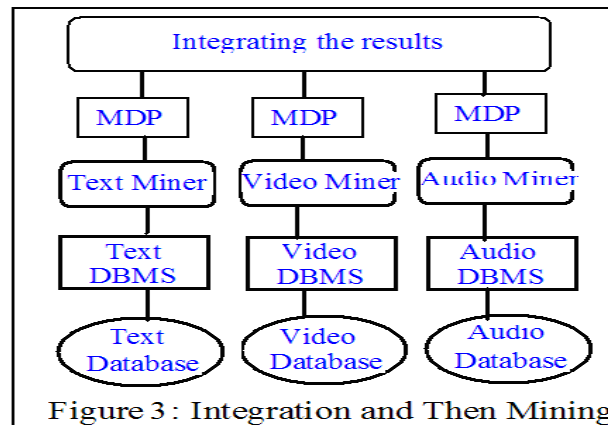 Integrating the results
MDP MDP MDP
Text Miner Video Miner Audio Miner
Text Video Audio
DBMS DBMS DBMS
Text Video Audio
Database Database Database
Figure 3: Integration and Then Mining